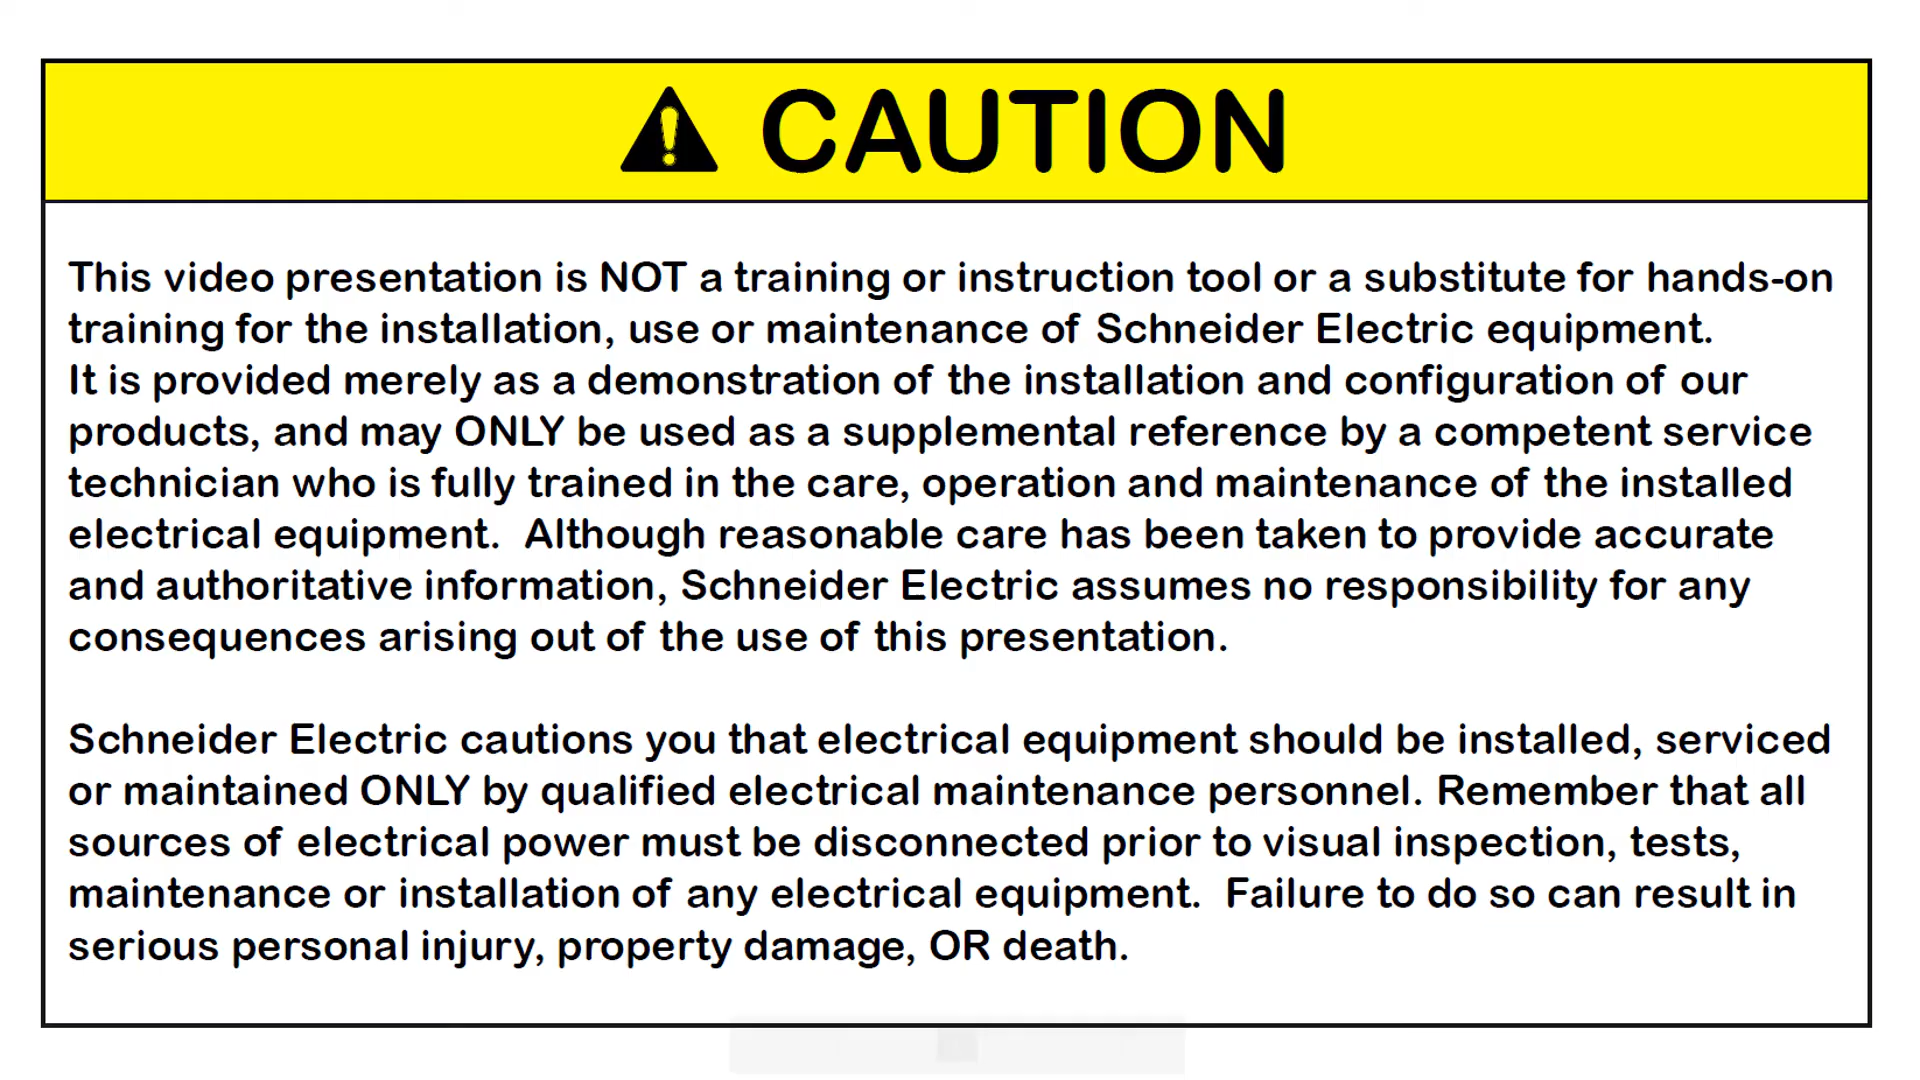 CAUTION
This video presentation is NOT a training or instruction tool or a substitute for hands-on
training for the installation, use or maintenance of Schneider Electric equipment.
It is provided merely as a demonstration of the installation and configuration of our
products, and may ONLY be used as a supplemental reference by a competent service
technician who is fully trained in the care, operation and maintenance of the installed
electrical equipment.  Although reasonable care has been taken to provide accurate
and authoritative information, Schneider Electric assumes no responsibility for any
consequences arising out of the use of this presentation.
Schneider Electric cautions you that electrical equipment should be installed, serviced
or maintained ONLY by qualified electrical maintenance personnel. Remember that all
sources of electrical power must be disconnected prior to visual inspection, tests,
maintenance or installation of any electrical equipment.  Failure to do so can result in
serious personal injury, property damage, OR death.